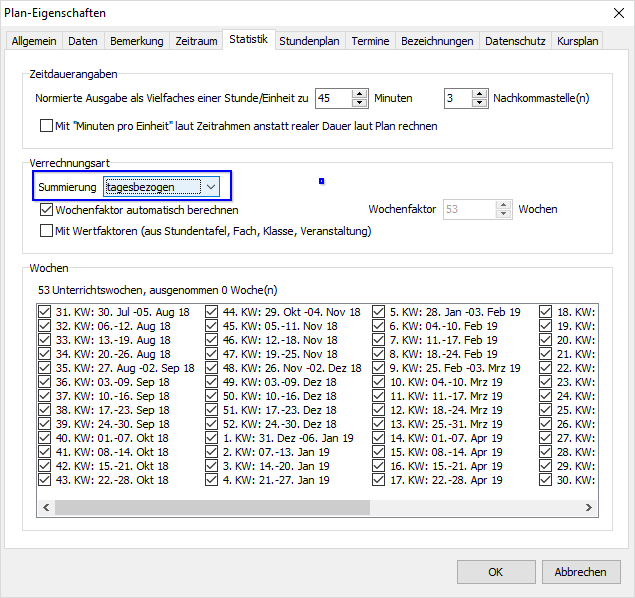 Plan-Eigenschaften
Allgemein Daten Bemerkung Zeitraum Statistik Stundenplan Termine Bezeichnungen Datenschutz Kursplan
Zeitdauerangaben
Normierte Ausgabe als Vielfaches einer Stunde/Einheit zu 45 Minuten 3 Nachkommastelle(n)
Mit "Minuten pro Einheit" laut Zeitrahmen anstatt realer Dauer laut Plan rechnen
Verrechnungsart
Summierung tagesbezogen
Wochenfaktor automatisch berechnen Wochenfaktor 53 Wochen
Mit Wertfaktoren (aus Stundentafel, Fach, Klasse, Veranstaltung)
Wochen
53 Unterrichtswochen, ausgenommen 0 Woche(n)
31. KW: 30. Jul -05. Aug 18 44. KW: 29. Okt -04. Nov 18 5. KW: 28. Jan -03. Feb 19 18. KW:
32. KW: 06.-12. Aug 18 45. KW: 05.-11. Nov 18 6. KW: 04.-10. Feb 19 19. KW:
33. KW: 13.-19. Aug 18 46. KW: 12.-18. Nov 18 7. KW: 11.-17. Feb 19 20. KW:
34. KW: 20.-26. Aug 18 47. KW: 19.-25. Nov 18 8. KW: 18.-24. Feb 19 21. KW:
35. KW: 27. Aug -02. Sep 18 48. KW: 26. Nov -02. Dez 18 9. KW: 25. Feb -03. Mrz 19 22. KW:
36. KW: 03.-09. Sep 18 49. KW: 03.-09. Dez 18 10. KW: 04.-10. Mrz 19 23. KW:
37. KW: 10.-16. Sep 18 50. KW: 10.-16. Dez 18 11. KW: 11.-17. Mrz 19 24. KW:
38. KW: 17.-23. Sep 18 51. KW: 17.-23. Dez 18 12. KW: 18.-24. Mrz 19 25. KW:
39. KW: 24.-30. Sep 18 52. KW: 24.-30. Dez 18 13. KW: 25.-31. Mrz 19 26. KW:
40. KW: 01.-07. Okt 18 1. KW: 31. Dez -06. Jan 19 14. KW: 01.-07. Apr 19 27. KW:
41. KW: 08.-14. Okt 18 2. KW: 07.-13. Jan 19 15. KW: 08.-14. Apr 19 28. KW:
42. KW: 15.-21. Okt 18 3. KW: 14.-20. Jan 19 16. KW: 15.-21. Apr 19 29. KW:
43. KW: 22.-28. Okt 18 4. KW: 21.-27. Jan 19 17. KW: 22.-28. Apr 19 30. KW:
OK Abbrechen